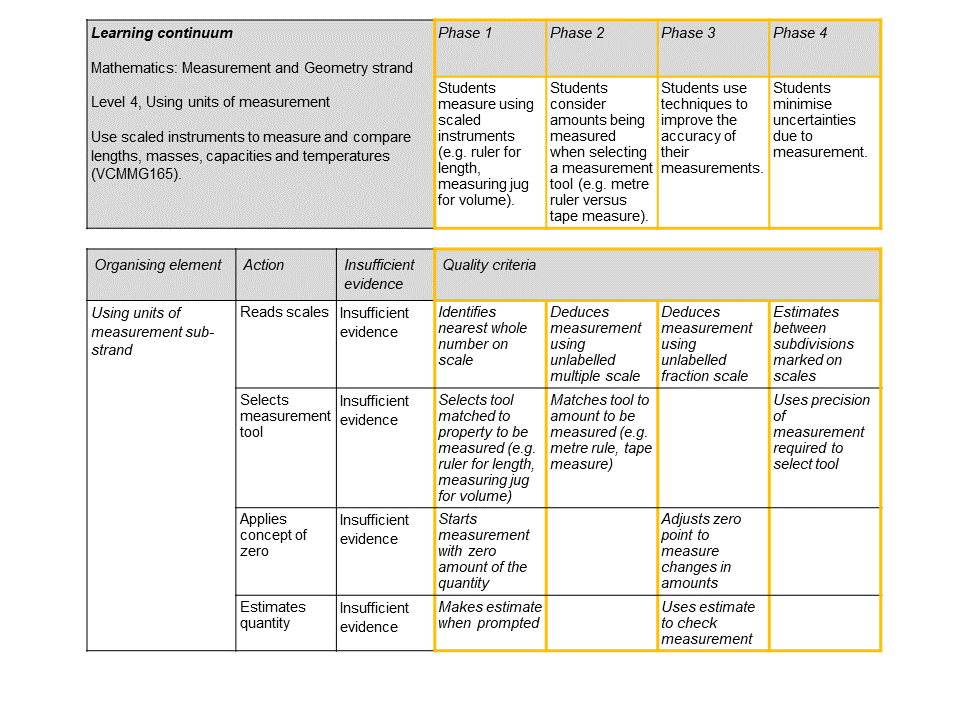 Learning continuum
Mathematics: Measurement and Geometry strand
Level 4, Using units of measurement
Use scaled instruments to measure and compare
lengths, masses, capacities and temperatures
(VCMMG165).
Phase 1
Phase 2
Phase 3
Phase 4
Students
measure using
scaled
instruments
(e.g. ruler for
length,
measuring jug
for volume).
Students
consider
amounts being
measured
when selecting
a measurement
tool (e.g. metre
ruler versus
tape measure).
Students use
techniques to
improve the
accuracy of
their
measurements.
Students
minimise
uncertainties
due to
measurement.
Organising element
Action
Insufficient
evidence
Quality criteria
Using units of
measurement sub-
strand
Reads scales
Insufficient
evidence
Identifies
nearest whole
number on
scale
Deduces
measurement
using
unlabelled
multiple scale
Deduces
measurement
using
unlabelled
fraction scale
Estimates
between
subdivisions
marked on
scales
Selects
measurement
tool
Insufficient
evidence
Selects tool
matched to
property to be
measured (e.g.
ruler for length,
measuring jug
for volume)
Matches tool to
amount to be
measured (e.g.
metre rule, tape
measure)
Uses precision
of
measurement
required to
select tool
Applies
concept of
zero
Insufficient
evidence
Starts
measurement
with zero
amount of the
quantity
Adjusts zero
point to
measure
changes in
amounts
Estimates
quantity
Insufficient
evidence
Makes estimate
when prompted
Uses estimate
to check
measurement